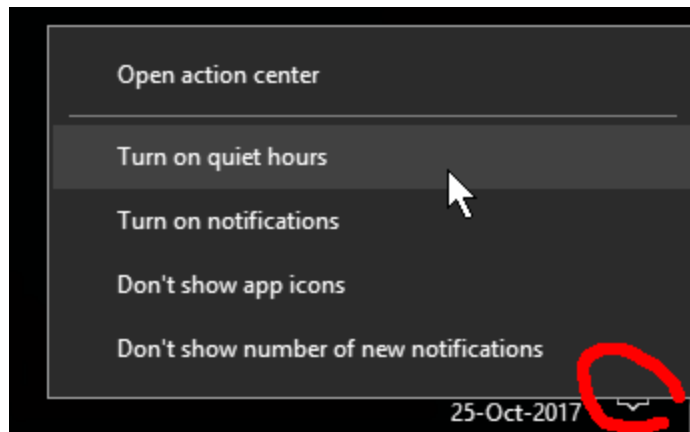 Open action center
Turn on quiet hours
Turn on notifications
Don't show app icons
Don't show number of new notifications
25-Oct-2017